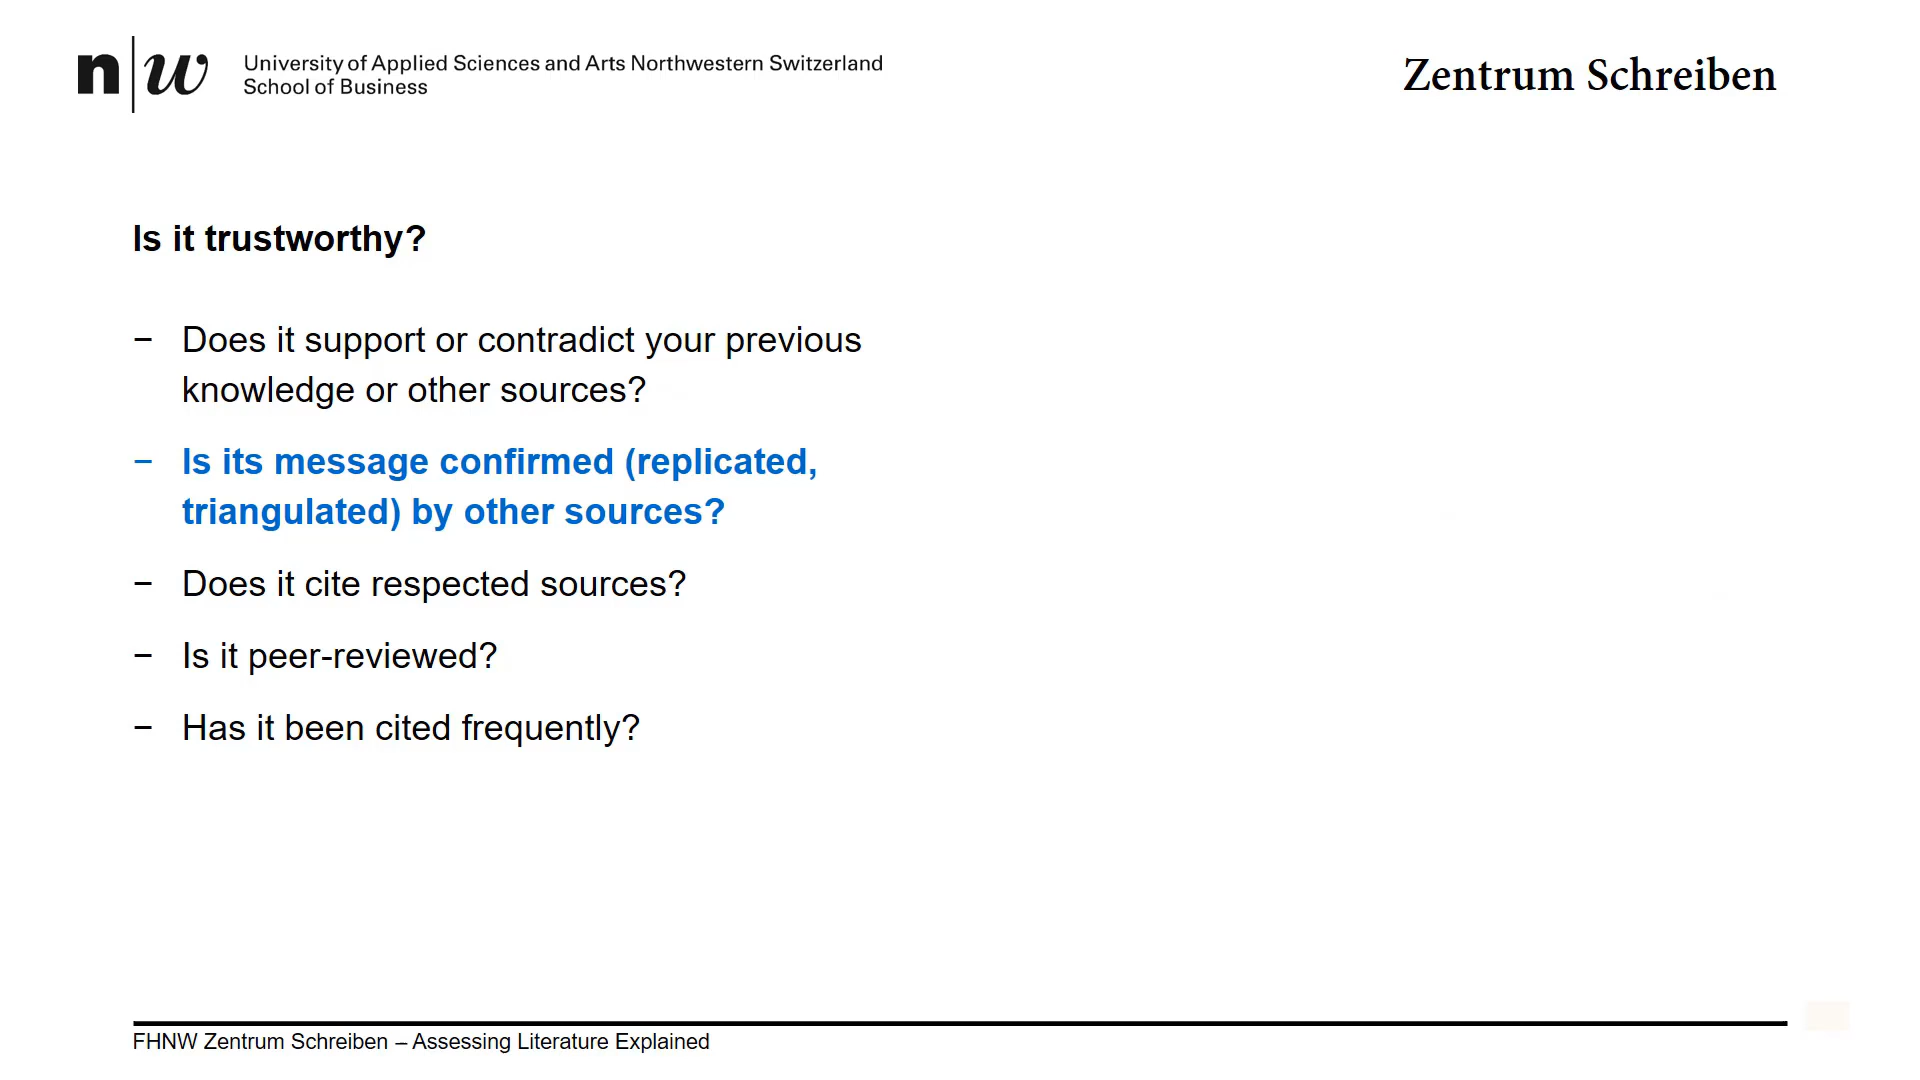 n|w University of Applied Sciences and Arts Northwestern Switzerland
School of Business
Zentrum Schreiben
Is it trustworthy?
− Does it support or contradict your previous
knowledge or other sources?
− Is its message confirmed (replicated,
triangulated) by other sources?
− Does it cite respected sources?
− Is it peer-reviewed?
− Has it been cited frequently?
FHNW Zentrum Schreiben – Assessing Literature Explained